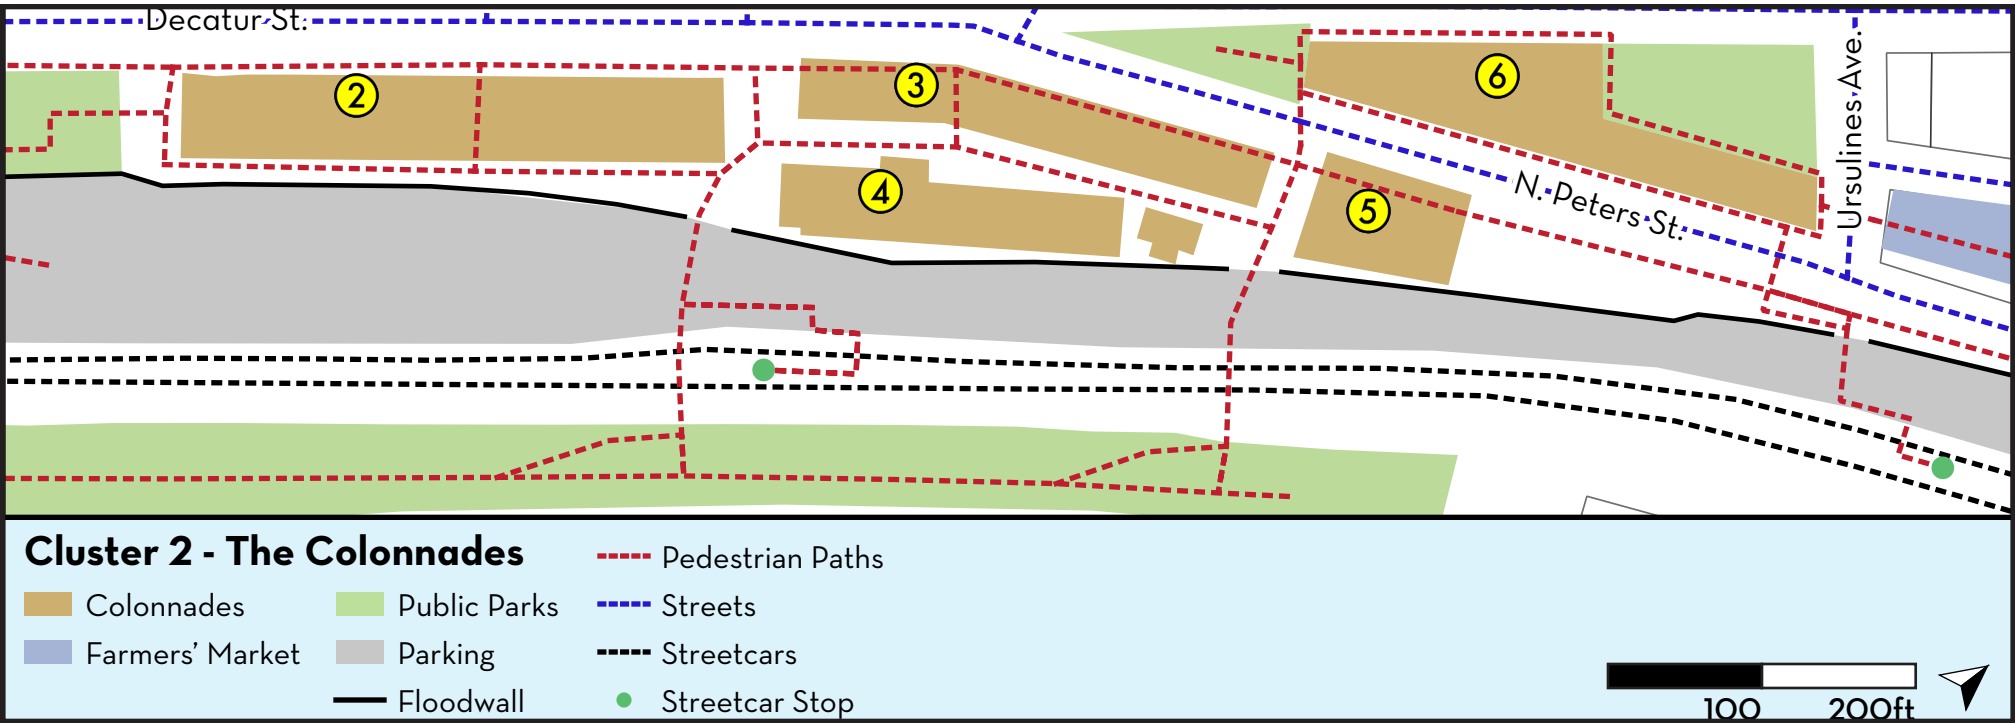 Decatur St.
2
3
4
5
6
N. Peters St.
Ursulines Ave.
Cluster 2 - The Colonnades
Colonnades
Farmers' Market
Public Parks
Parking
Floodwall
Pedestrian Paths
Streets
Streetcars
Streetcar Stop
100 200ft